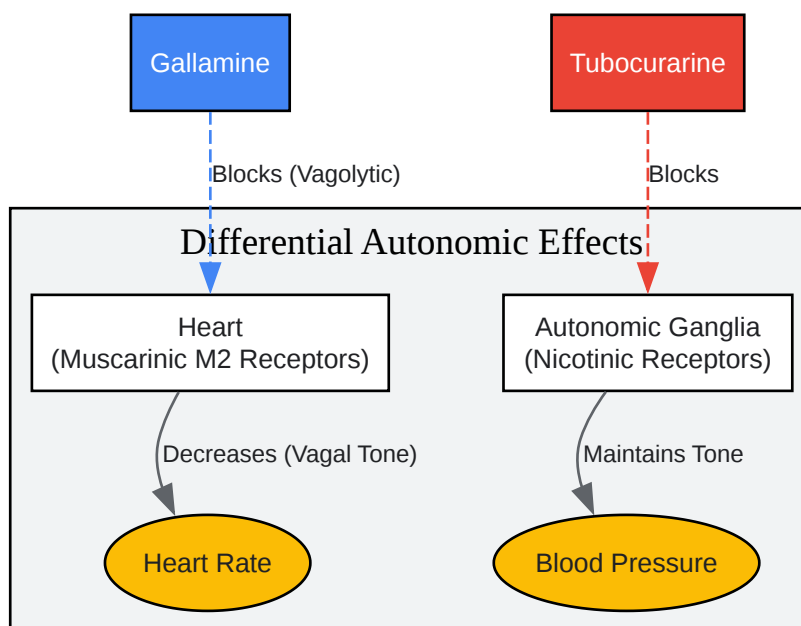 Gallamine
Tubocurarine
Blocks (Vagolytic)
Blocks
Differential Autonomic Effects
Heart
(Muscarinic M2 Receptors)
Autonomic Ganglia
(Nicotinic Receptors)
Decreases (Vagal Tone)
Maintains Tone
Heart Rate
Blood Pressure